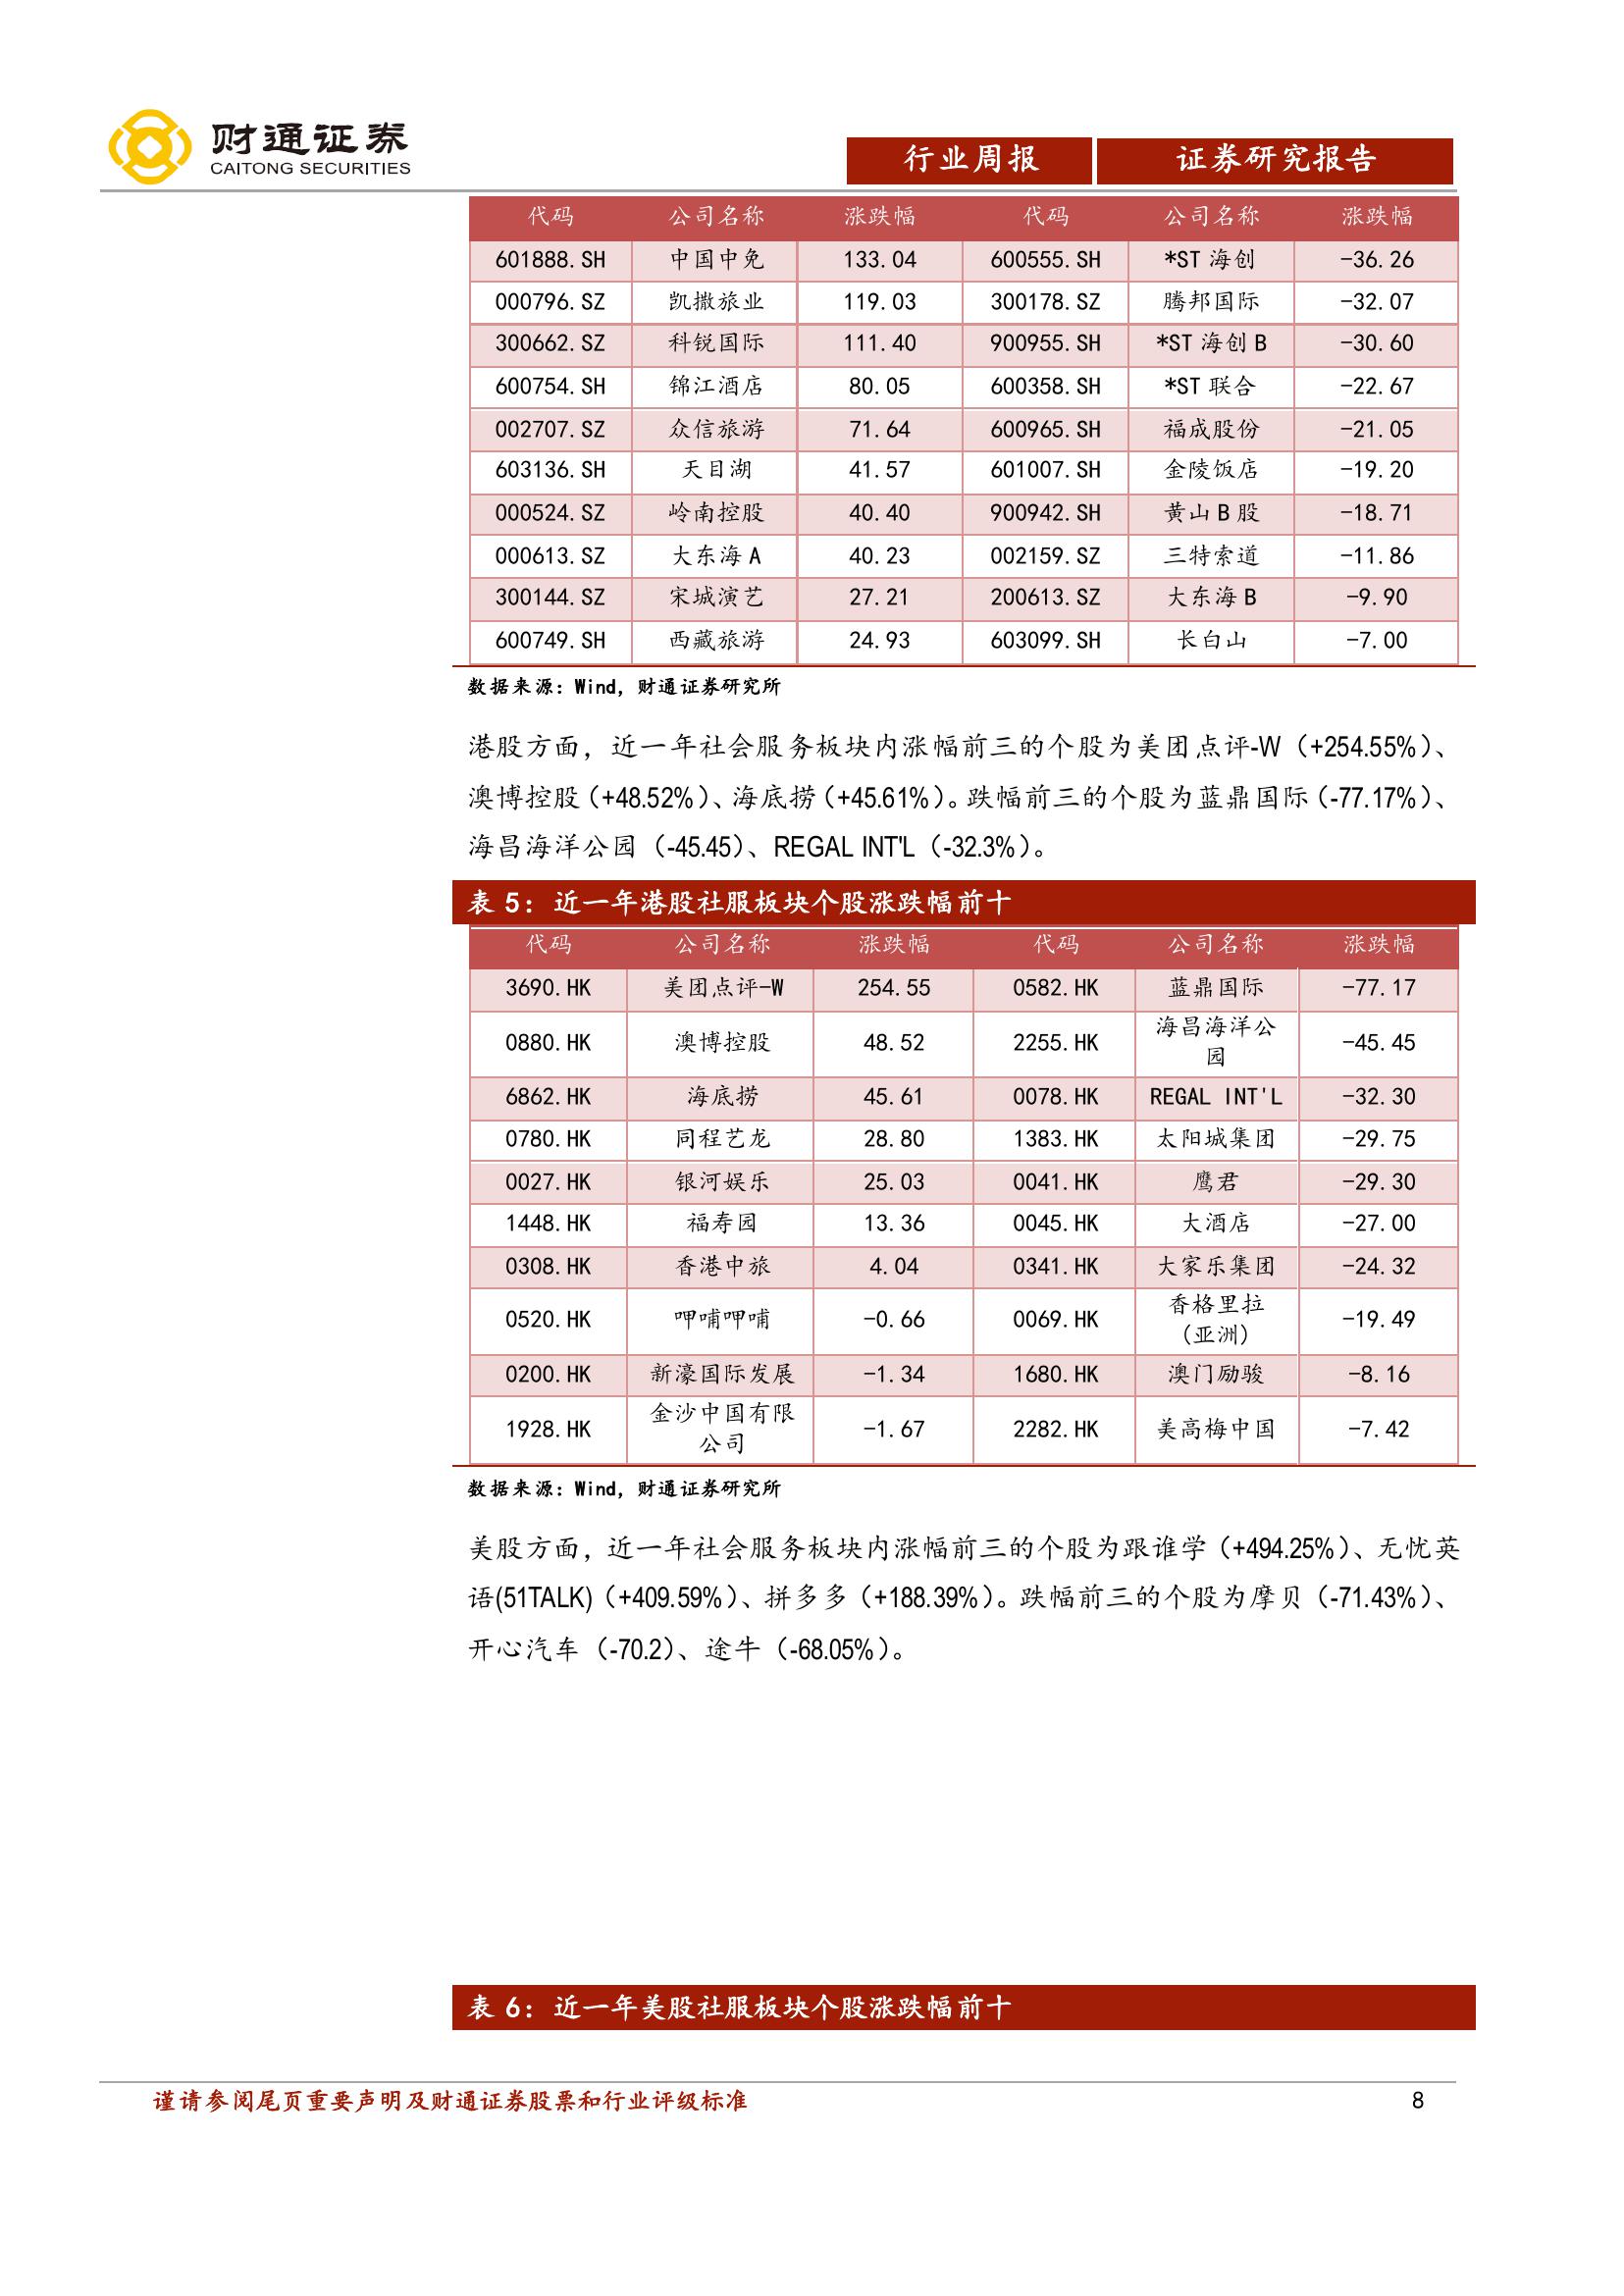 财通证券
CAITONG SECURITIES
行业周报 证券研究报告
代码 公司名称 涨跌幅 代码 公司名称 涨跌幅
601888.SH 中国中免 133.04 600555.SH *ST 海创 -36.26
000796.SZ 凯撒旅业 119.03 300178.SZ 腾邦国际 -32.07
300662.SZ 科锐国际 111.40 900955.SH *ST 海创 B -30.60
600754.SH 锦江酒店 80.05 600358.SH *ST 联合 -22.67
002707.SZ 众信旅游 71.64 600965.SH 福成股份 -21.05
603136.SH 天目湖 41.57 601007.SH 金陵饭店 -19.20
000524.SZ 岭南控股 40.40 900942.SH 黄山 B 股 -18.71
000613.SZ 大东海 A 40.23 002159.SZ 三特索道 -11.86
300144.SZ 宋城演艺 27.21 200613.SZ 大东海 B -9.90
600749.SH 西藏旅游 24.93 603099.SH 长白山 -7.00
数据来源：Wind，财通证券研究所
港股方面，近一年社会服务板块内涨幅前三的个股为美团点评-W（+254.55%）、
澳博控股（+48.52%）、海底捞（+45.61%）。跌幅前三的个股为蓝鼎国际（-77.17%）、
海昌海洋公园（-45.45）、REGAL INT'L（-32.3%）。
表 5：近一年港股社服板块个股涨跌幅前十
代码 公司名称 涨跌幅 代码 公司名称 涨跌幅
3690.HK 美团点评-W 254.55 0582.HK 蓝鼎国际 -77.17
0880.HK 澳博控股 48.52 2255.HK 海昌海洋公
园 -45.45
6862.HK 海底捞 45.61 0078.HK REGAL INT'L -32.30
0780.HK 同程艺龙 28.80 1383.HK 太阳城集团 -29.75
0027.HK 银河娱乐 25.03 0041.HK 鹰君 -29.30
1448.HK 福寿园 13.36 0045.HK 大酒店 -27.00
0308.HK 香港中旅 4.04 0341.HK 大家乐集团 -24.32
0520.HK 呷哺呷哺 -0.66 0069.HK 香格里拉
（亚洲） -19.49
0200.HK 新濠国际发展 -1.34 1680.HK 澳门励骏 -8.16
1928.HK 金沙中国有限
公司 -1.67 2282.HK 美高梅中国 -7.42
数据来源：Wind，财通证券研究所
美股方面，近一年社会服务板块内涨幅前三的个股为跟谁学（+494.25%）、无忧英
语(51TALK)（+409.59%）、拼多多（+188.39%）。跌幅前三的个股为摩贝（-71.43%）、
开心汽车（-70.2）、途牛（-68.05%）。
表 6：近一年美股社服板块个股涨跌幅前十
谨请参阅尾页重要声明及财通证券股票和行业评级标准 8